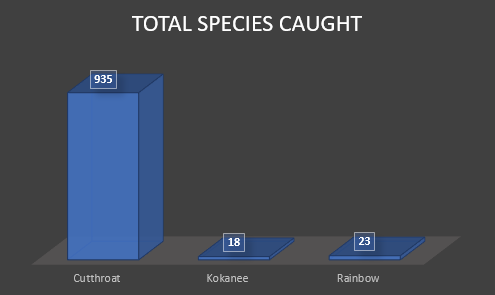 TOTAL SPECIES CAUGHT
935
18
23
Cutthroat
Kokanee
Rainbow